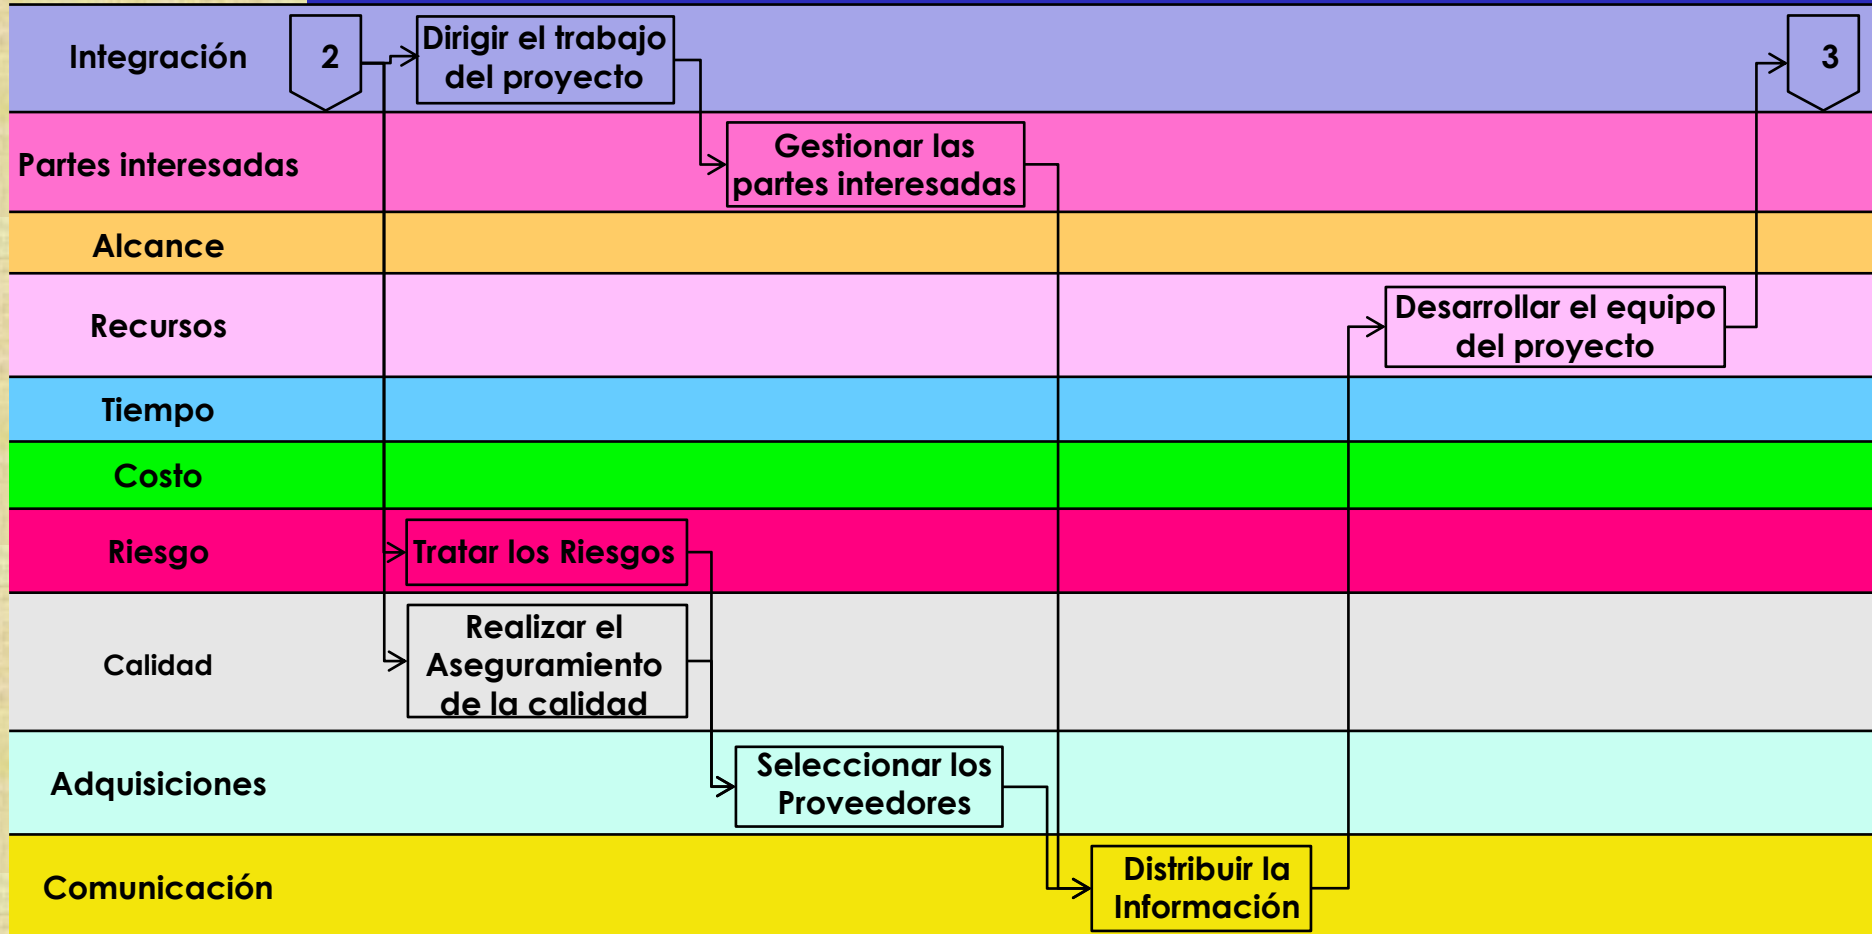 Integración
2
Dirigir el trabajo
del proyecto
3
Partes interesadas
Gestionar las
partes interesadas
Alcance
Recursos
Desarrollar el equipo
del proyecto
Tiempo
Costo
Riesgo
Tratar los Riesgos
Calidad
Realizar el
Aseguramiento
de la calidad
Adquisiciones
Seleccionar los
Proveedores
Comunicación
Distribuir la
Información